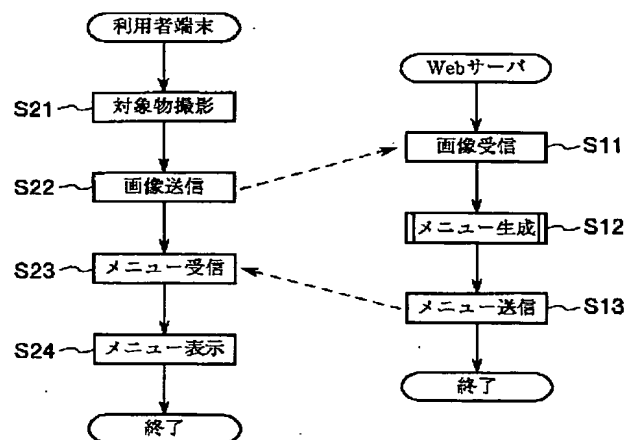 利用者端末
S21
対象物撮影
S22
画像送信
S23
メニュー受信
S24
メニュー表示
終了
Webサーバ
画像受信
S11
メニュー生成
S12
メニュー送信
S13
終了